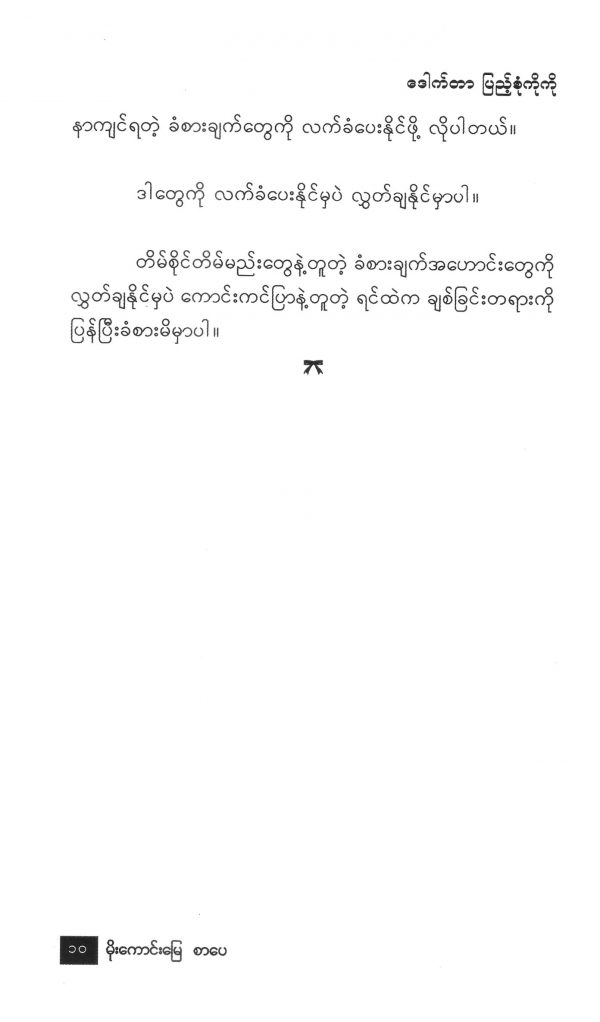 ဒေါက်တာ ပြည့်စုံကိုကို
နာကျင်ရတဲ့ ခံစားချက်တွေကို လက်ခံပေးနိုင်ဖို့ လိုပါတယ်။
ဒါတွေကို လက်ခံပေးနိုင်မှပဲ လွှတ်ချနိုင်မှာပါ။
တိမ်စိုင်တိမ်မည်းတွေနဲ့တူတဲ့ ခံစားချက်အဟောင်းတွေကို
လွှတ်ချနိုင်မှပဲ ကောင်းကင်ပြာနဲ့တူတဲ့ ရင်ထဲက ချစ်ခြင်းတရားကို
ပြန်ပြီးခံစားမိမှာပါ။
၁၀ မိုးကောင်းမြေ စာပေ